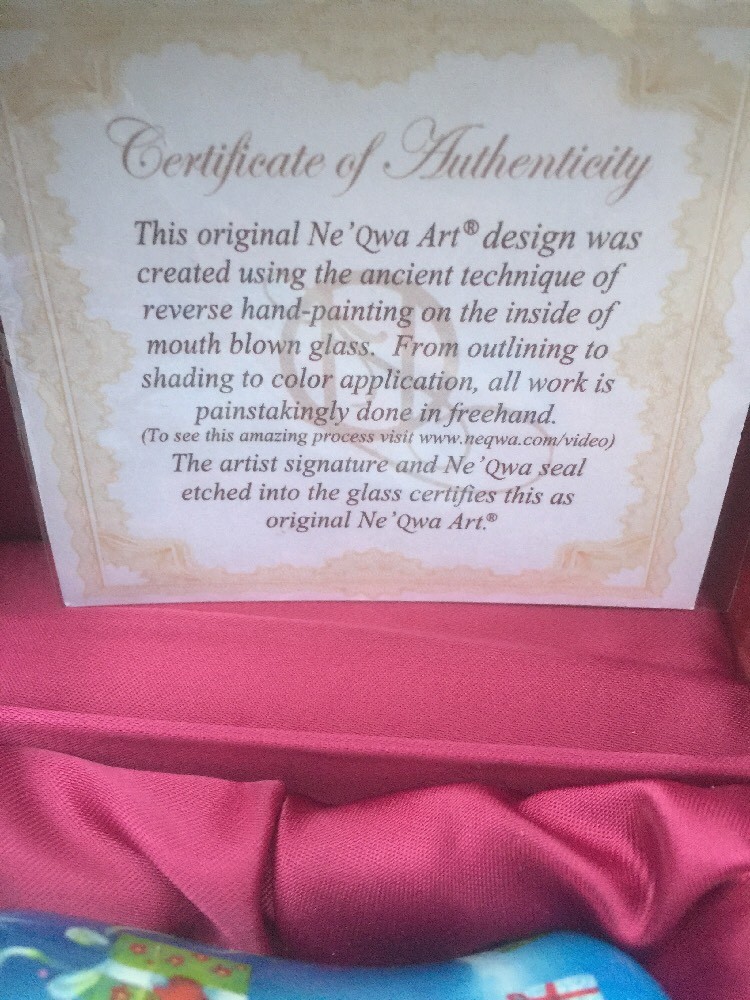 Certificate of Authenticity
This original Ne'Qwa Art® design was
created using the ancient technique of
reverse hand-painting on the inside of
mouth blown glass. From outlining to
shading to color application, all work is
painstakingly done in freehand.
(To see this amazing process visit www.neqwa.com/video)
The artist signature and Ne'Qwa seal
etched into the glass certifies this as
original Ne'Qwa Art.®